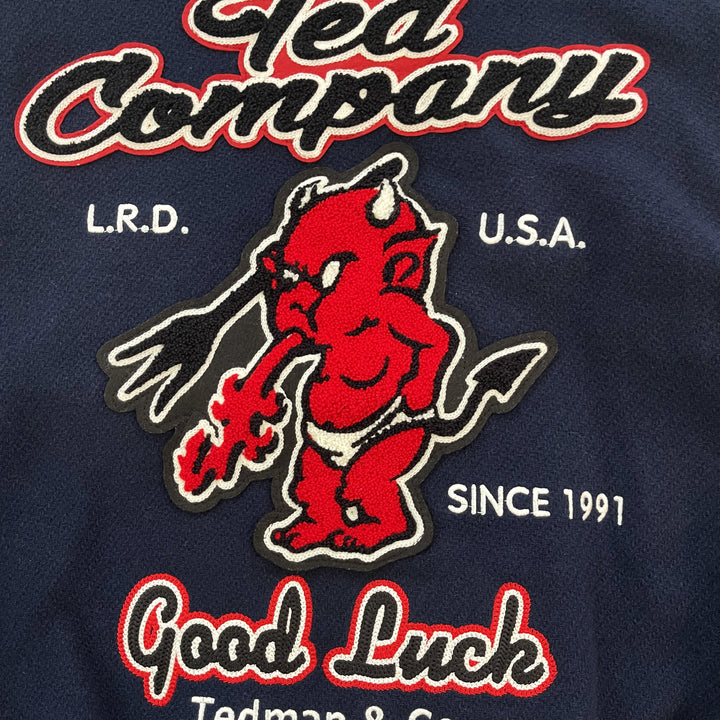 Ted
Company
L.R.D.
U.S.A.
SINCE 1991
Good Luck
Tedman &